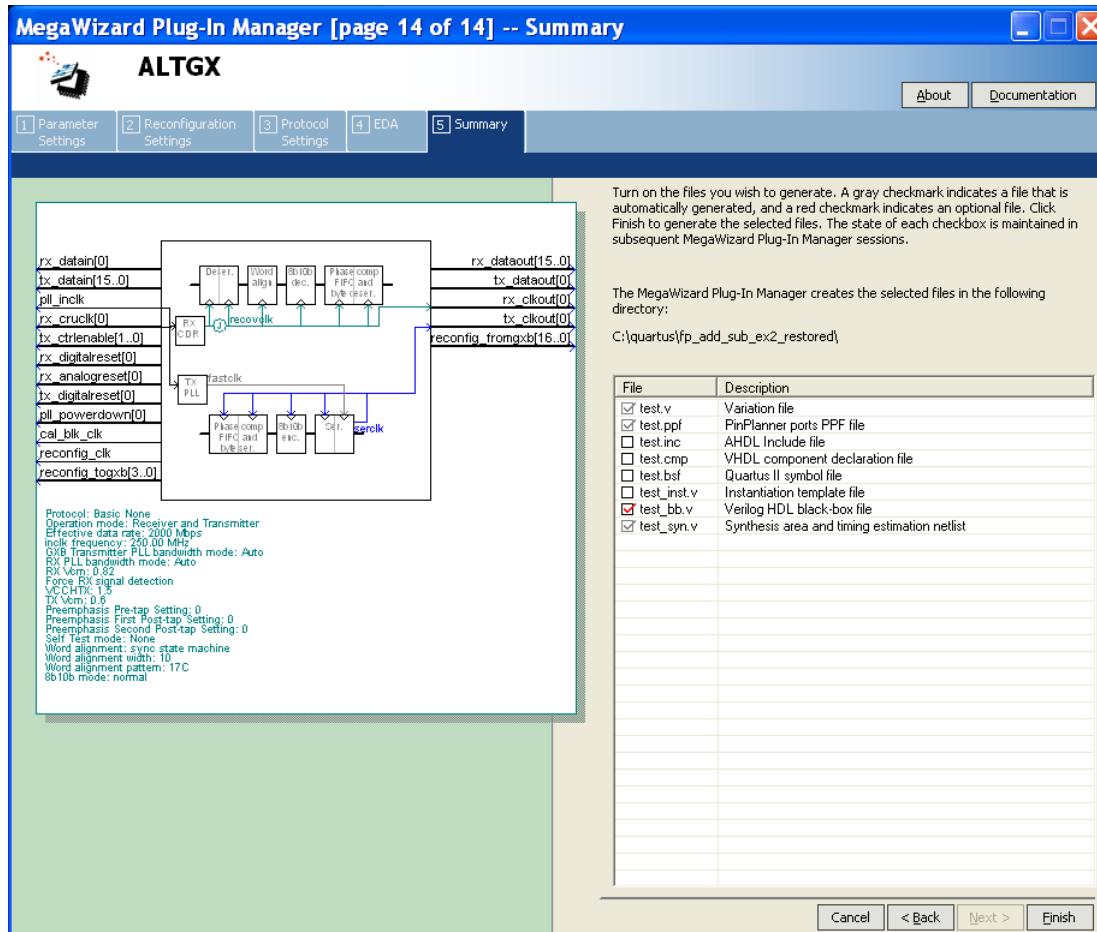 MegaWizard Plug-In Manager [page 14 of 14] -- Summary
ALTGX
About
Documentation
1 Parameter Settings
2 Reconfiguration Settings
3 Protocol Settings
4 EDA
5 Summary
Turn on the files you wish to generate. A gray checkmark indicates a file that is
automatically generated, and a red checkmark indicates an optional file. Click
Finish to generate the selected files. The state of each checkbox is maintained in
subsequent MegaWizard Plug-In Manager sessions.
The MegaWizard Plug-In Manager creates the selected files in the following
directory:
C:\quartus\fp_add_sub_ex2_restored\
File Description
test.v Variation file
test.ppf PinPlanner ports PPF file
test.inc AHDL Include file
test.cmp VHDL component declaration file
test.bsf Quartus II symbol file
test_inst.v Instantiation template file
test_bb.v Verilog HDL black-box file
test_syn.v Synthesis area and timing estimation netlist
rx_datain[0]
tx_datain[15..0]
pll_inclk
rx_cruclk[0]
tx_ctrlenable[1..0]
rx_digitalreset[0]
rx_analogreset[0]
tx_digitalreset[0]
pll_powerdown[0]
cal_blk_clk
reconfig_clk
reconfig_togxb[3..0]
Deser.
Word align
8b10b dec.
Phase comp FIFO and byte deser.
RX CDR
recovclk
TX PLL
fastclk
Phase comp FIFO and byte ser.
8b10b enc.
Ser.
serclk
rx_dataout[15..0]
tx_dataout[0]
rx_clkout[0]
tx_clkout[0]
reconfig_fromgxb[16..0]
Protocol: Basic None
Operation mode: Receiver and Transmitter
Effective data rate: 2000 Mbps
inclk frequency: 250.00 MHz
GXB Transmitter PLL bandwidth mode: Auto
RX PLL bandwidth mode: Auto
RX Vcm: 0.82
Force RX signal detection
VCCHTX: 1.5
TX Vcm: 0.6
Preemphasis Pre-tap Setting: 0
Preemphasis First Post-tap Setting: 0
Preemphasis Second Post-tap Setting: 0
Self Test mode: None
Word alignment: sync state machine
Word alignment width: 10
Word alignment pattern: 17C
8b10b mode: normal
Cancel
< Back
Next >
Finish